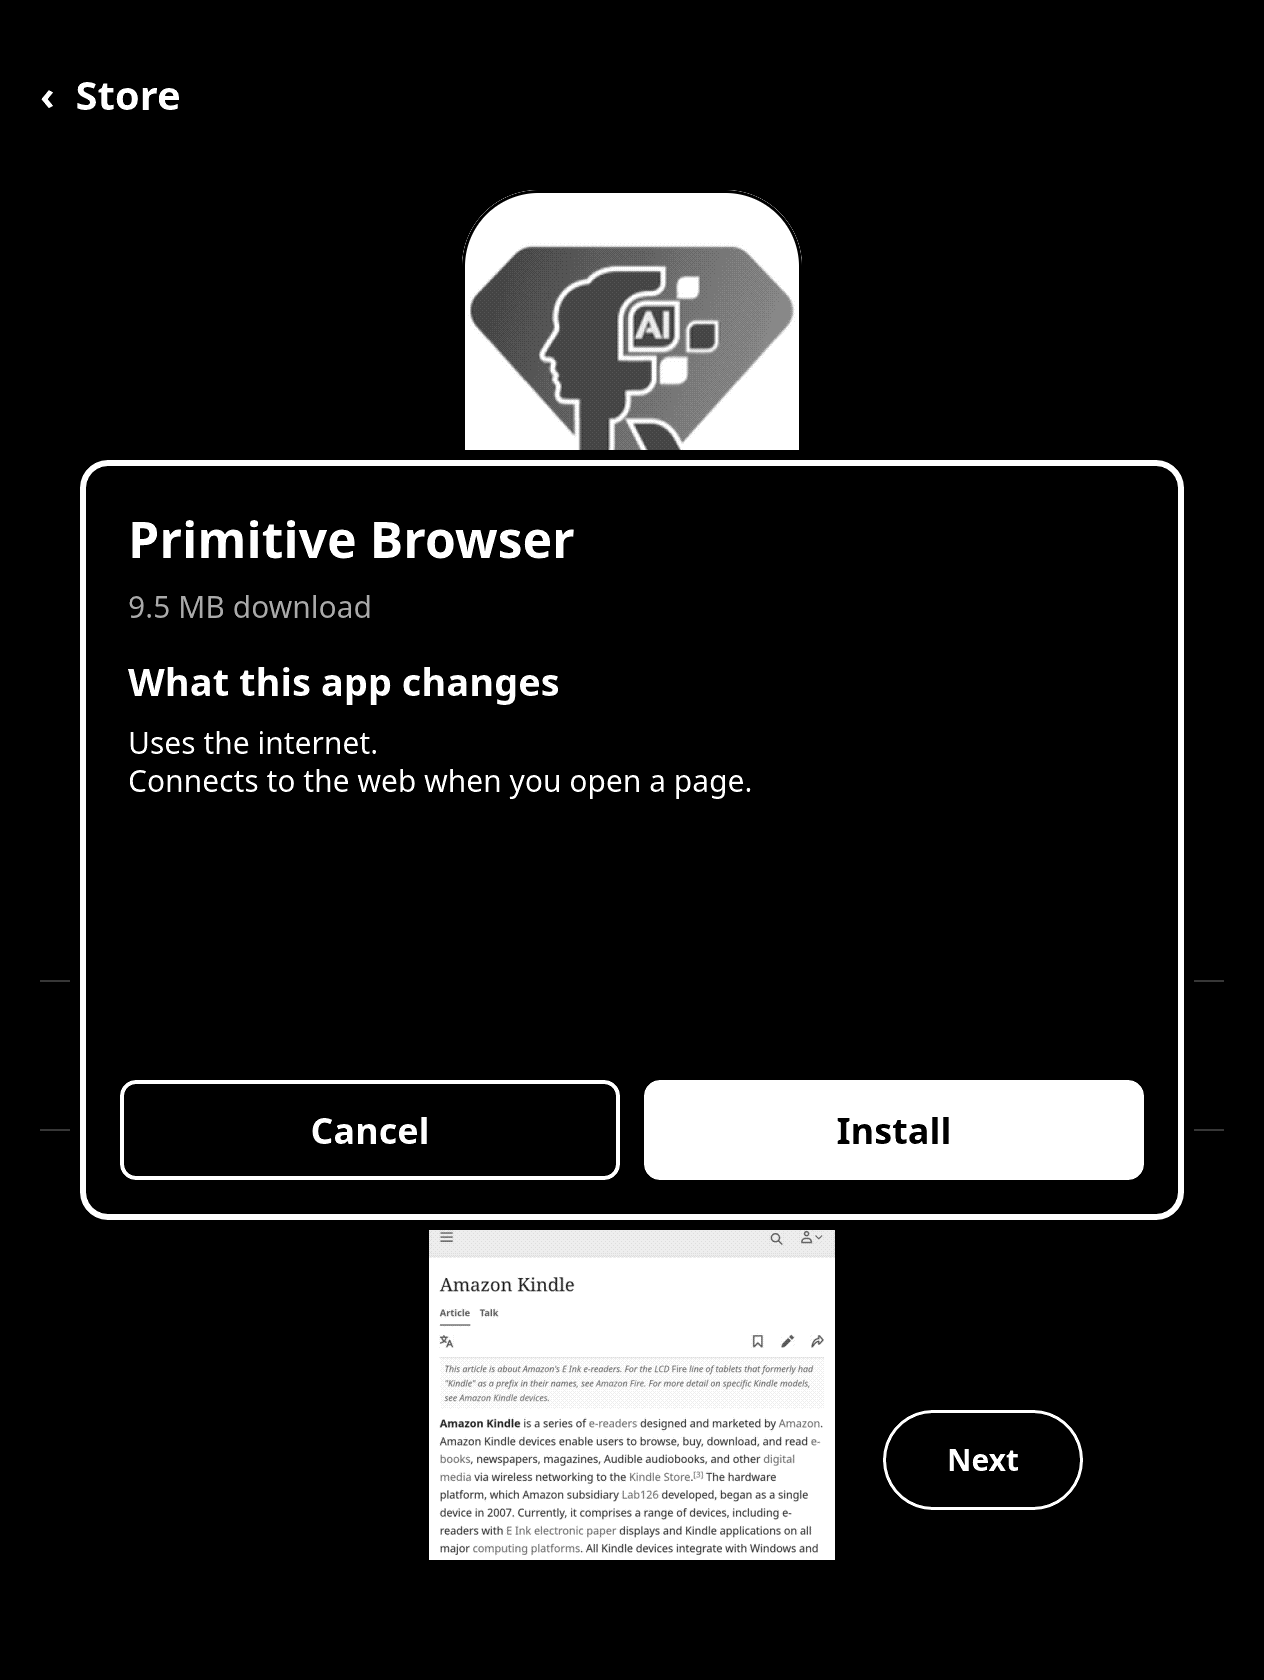 ‹ Store
AI
Primitive Browser
9.5 MB download
What this app changes
Uses the internet.
Connects to the web when you open a page.
Cancel
Install
Amazon Kindle
Article Talk
This article is about Amazon's E Ink e-readers. For the LCD Fire line of tablets that formerly had
"Kindle" as a prefix in their names, see Amazon Fire. For more detail on specific Kindle models,
see Amazon Kindle devices.
Amazon Kindle is a series of e-readers designed and marketed by Amazon.
Amazon Kindle devices enable users to browse, buy, download, and read e-
books, newspapers, magazines, Audible audiobooks, and other digital
media via wireless networking to the Kindle Store.[3] The hardware
platform, which Amazon subsidiary Lab126 developed, began as a single
device in 2007. Currently, it comprises a range of devices, including e-
readers with E Ink electronic paper displays and Kindle applications on all
major computing platforms. All Kindle devices integrate with Windows and
Next